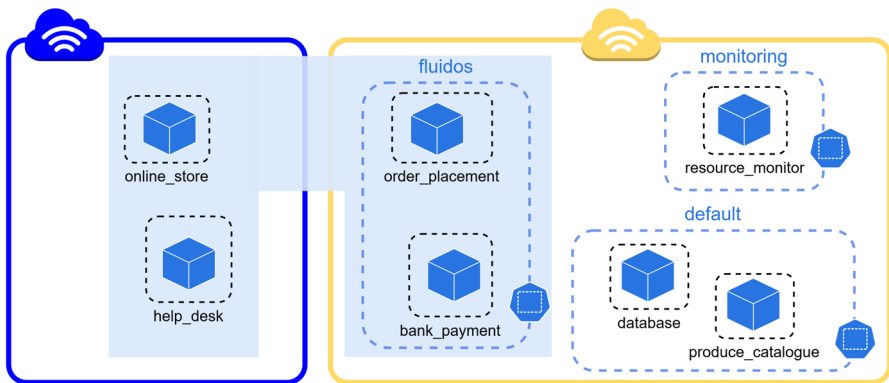 fluidos
monitoring
online_store
order_placement
resource_monitor
default
help_desk
bank_payment
database
produce_catalogue